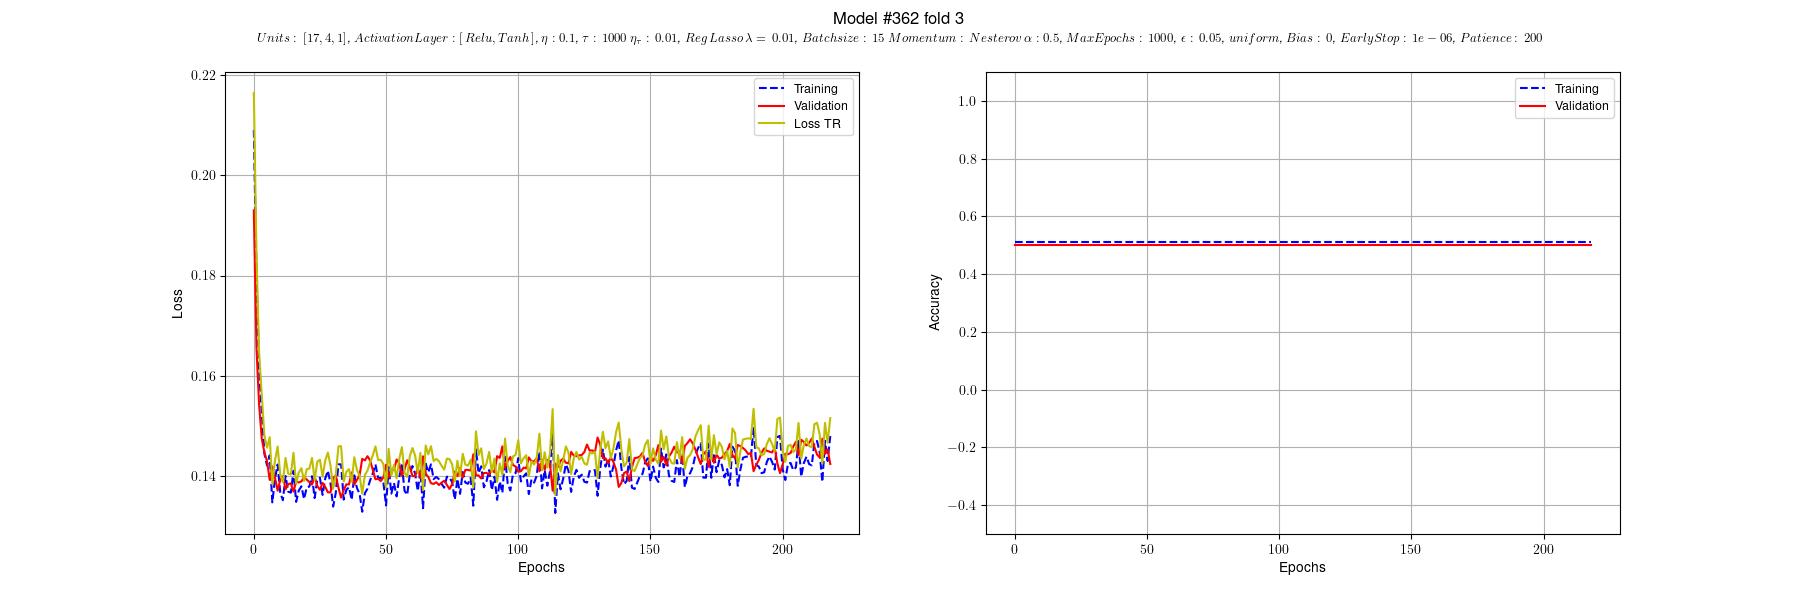 Model #362 fold 3
Units : [17, 4, 1], ActivationLayer : [ Relu, Tanh], η : 0.1, τ : 1000 η_τ : 0.01, Reg Lasso λ = 0.01, Batchsize : 15 Momentum : Nesterov α : 0.5, MaxEpochs : 1000, ϵ : 0.05, uniform, Bias : 0, EarlyStop : 1e − 06, Patience : 200
0.22
0.20
0.18
0.16
0.14
Loss
0
50
100
150
200
Epochs
Training
Validation
Loss TR
1.0
0.8
0.6
0.4
0.2
0.0
−0.2
−0.4
Accuracy
0
50
100
150
200
Epochs
Training
Validation